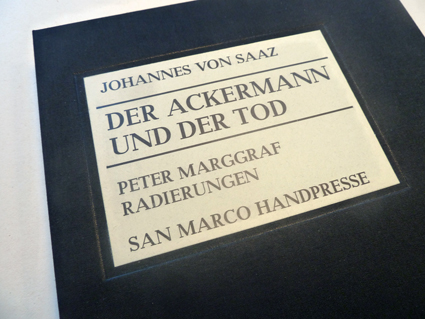 JOHANNES VON SAAZ
DER ACKERMANN
UND DER TOD
PETER MARGGRAF
RADIERUNGEN
SAN MARCO HANDPRESSE